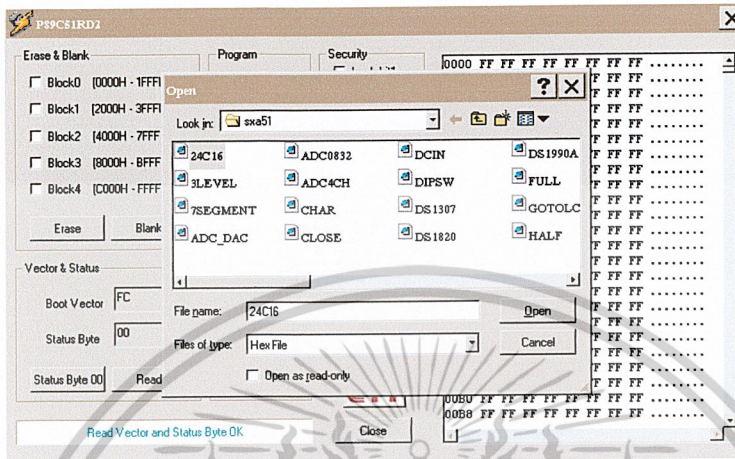 P89C51RD2
Erase & Blank
Program
Security
Block0 [0000H - 1FFF
Block1 [2000H - 3FFF
Block2 [4000H - 7FFF
Block3 [8000H - BFFF
Block4 [C000H - FFFF
Erase
Blank
Vector & Status
Boot Vector FC
Status Byte 00
Status Byte 00
Read
Read Vector and Status Byte OK
Close
Open
Look in: sxa51
24C16
ADC0832
DCIN
DS1990A
3LEVEL
ADC4CH
DIPSW
FULL
7SEGMENT
CHAR
DS1307
GOTOLC
ADC_DAC
CLOSE
DS1820
HALF
File name: 24C16
Open
Files of type: Hex File
Cancel
Open as read-only
0000 FF FF FF FF FF FF FF FF ........
00B0 FF FF FF FF FF FF FF FF ........
00B8 FF FF FF FF FF FF FF FF ........